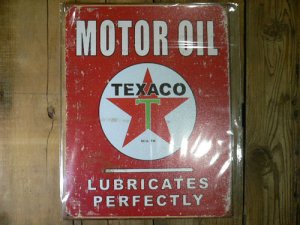 MOTOR OIL
TEXACO
T
LUBRICATES
PERFECTLY